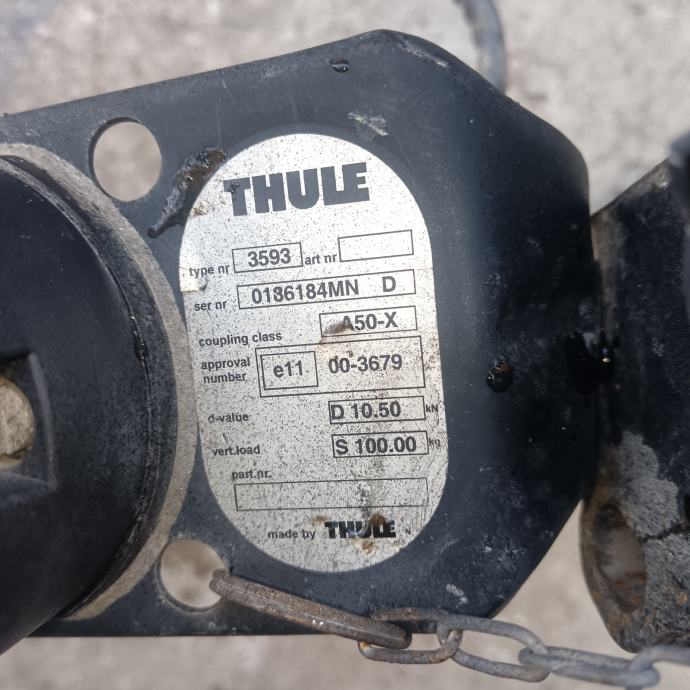 THULE
type nr 3593 art nr
ser nr 0186184MN D
coupling class A50-X
approval number e11 00-3679
d-value D 10.50 kN
vert.load S 100.00 kg
part.nr.
made by THULE